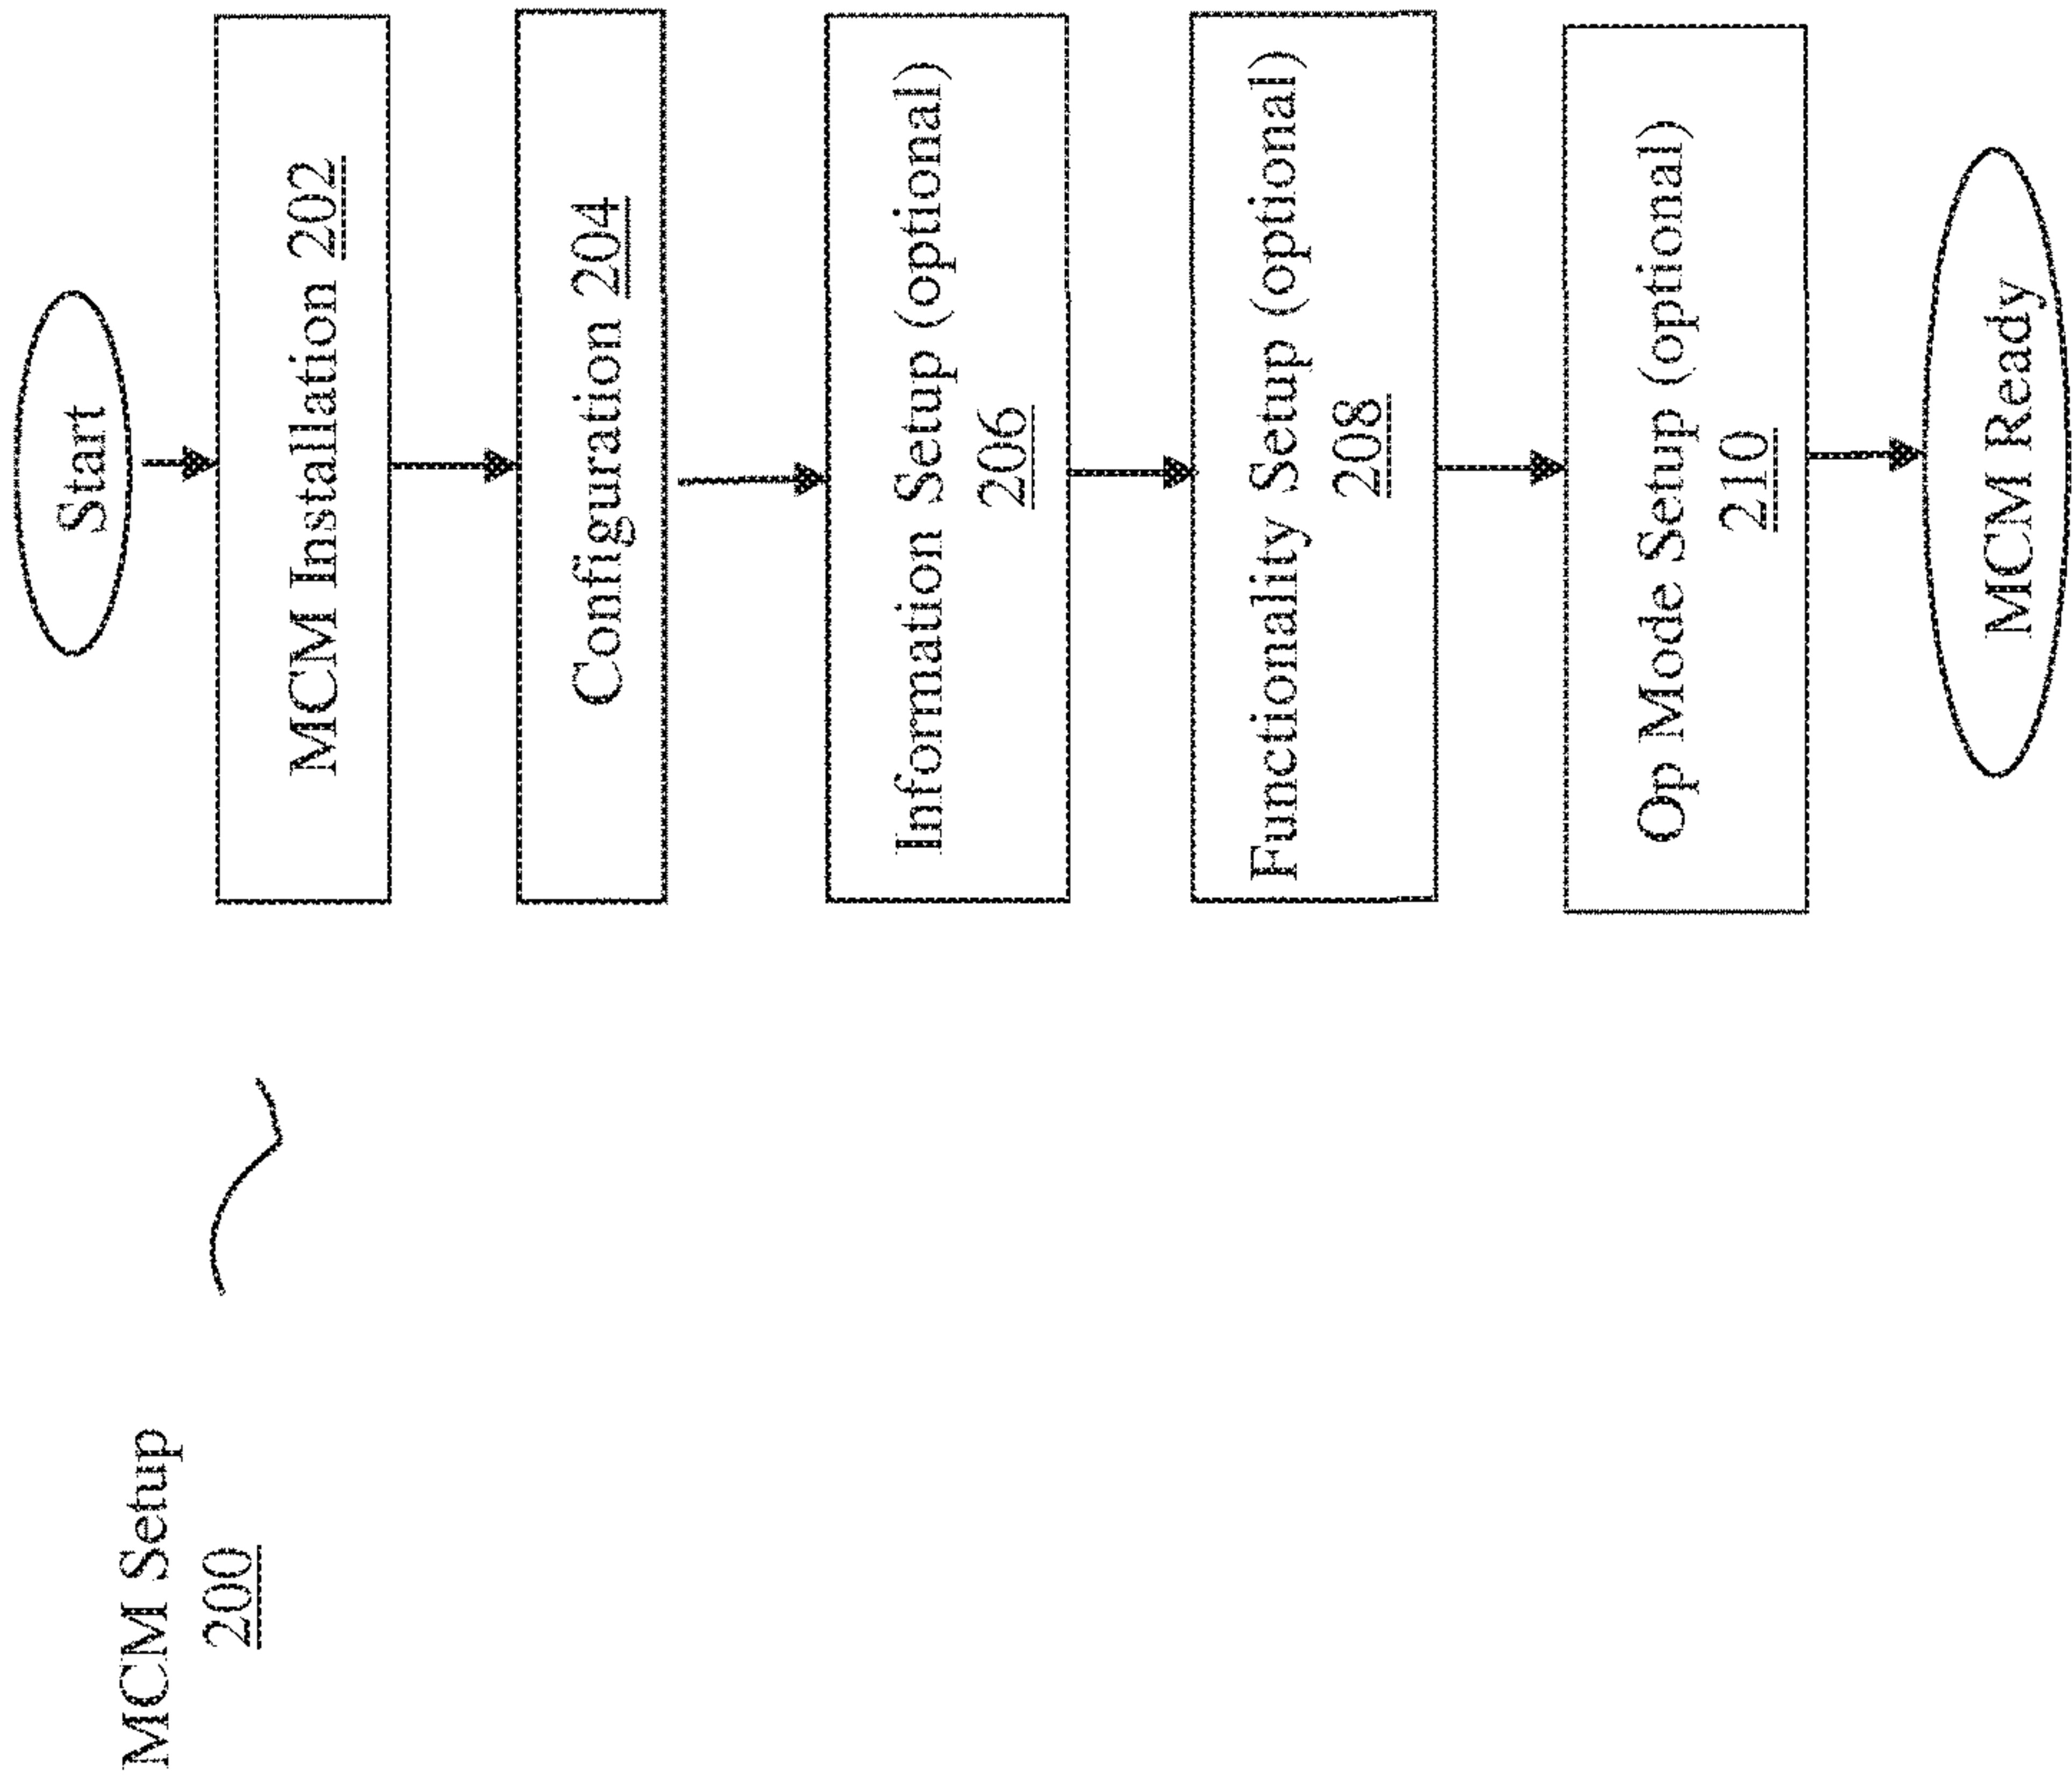 MCM Setup
200
Start
MCM Installation 202
Configuration 204
Information Setup (optional)
206
Functionality Setup (optional)
208
Op Mode Setup (optional)
210
MCM Ready